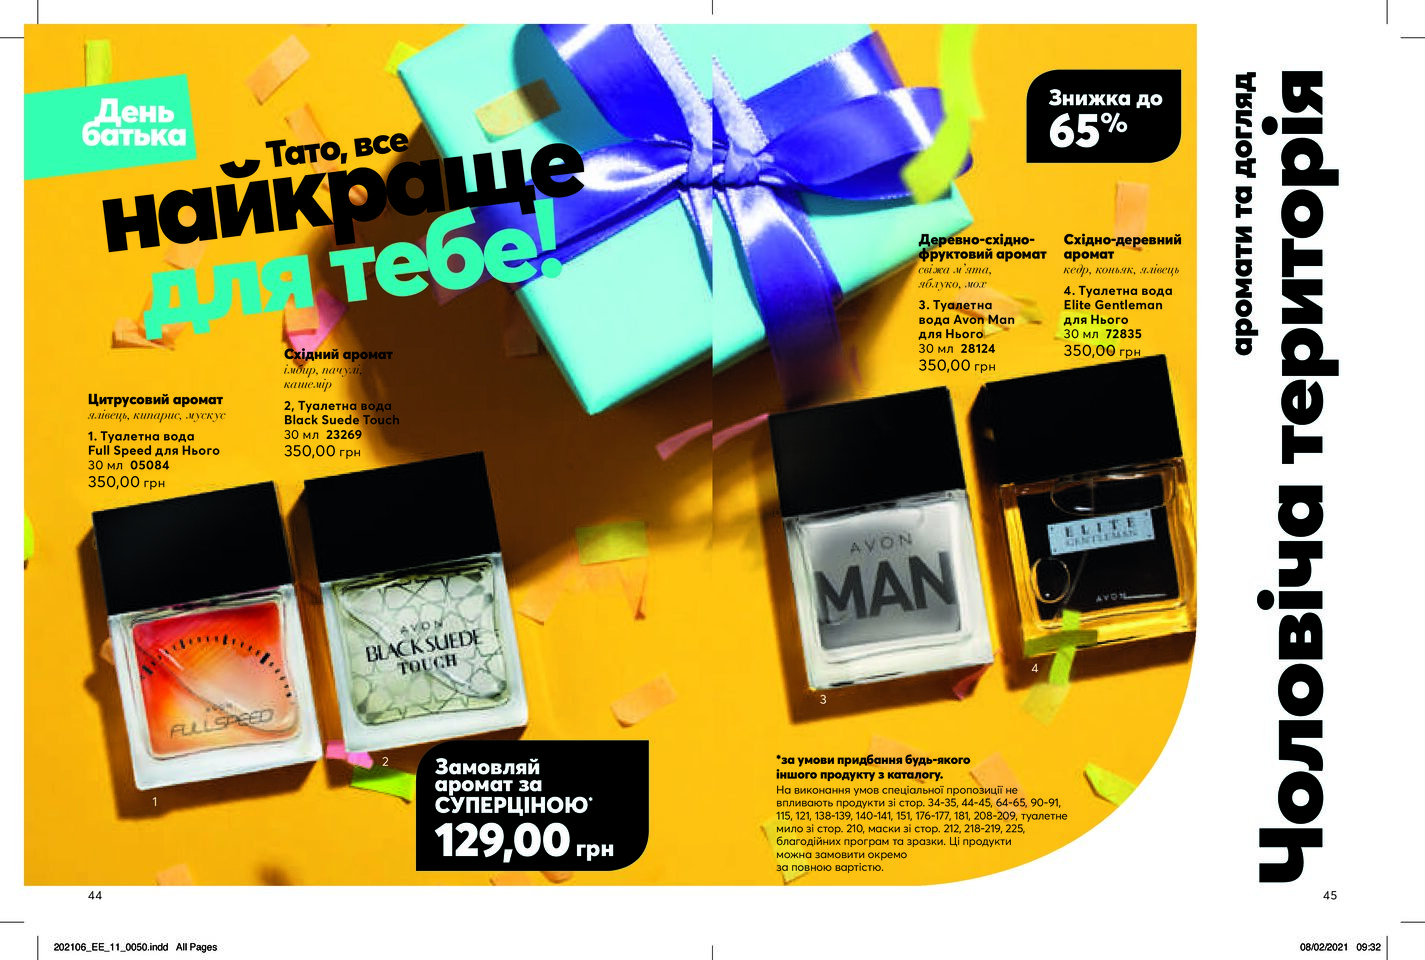 День
батька
Тато, все
найкраще
для тебе!
Знижка до
65%
Цитрусовий аромат
ялівець, кипарис, мускус
1. Туалетна вода
Full Speed для Нього
30 мл 05084
350,00 грн
Східний аромат
імбир, пачулі,
кашемір
2, Туалетна вода
Black Suede Touch
30 мл 23269
350,00 грн
Деревно-східно-
фруктовий аромат
свіжа м'ята,
яблуко, мох
3. Туалетна
вода Avon Man
для Нього
30 мл 28124
350,00 грн
Східно-деревний
аромат
кедр, коньяк, ялівець
4. Туалетна вода
Elite Gentleman
для Нього
30 мл 72835
350,00 грн
AVON
FULLSPEED
1
AVON
BLACK SUEDE
TOUCH
2
AVON
MAN
3
ELITE
GENTLEMAN
AVON
4
Замовляй
аромат за
СУПЕРЦІНОЮ*
129,00 грн
*за умови придбання будь-якого
іншого продукту з каталогу.
На виконання умов спеціальної пропозиції не
впливають продукти зі стор. 34-35, 44-45, 64-65, 90-91,
115, 121, 138-139, 140-141, 151, 176-177, 181, 208-209, туалетне
мило зі стор. 210, маски зі стор. 212, 218-219, 225,
благодійних програм та зразки. Ці продукти
можна замовити окремо
за повною вартістю.
аромати та догляд
Чоловіча територія
44
45
202106_EE_11_0050.indd All Pages
08/02/2021 09:32